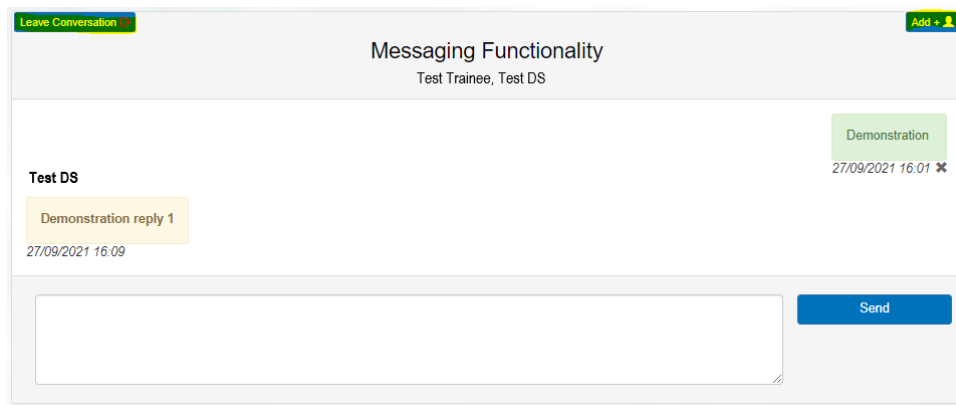 Leave Conversation
Add +
Messaging Functionality
Test Trainee, Test DS
Demonstration
27/09/2021 16:01
Test DS
Demonstration reply 1
27/09/2021 16:09
Send